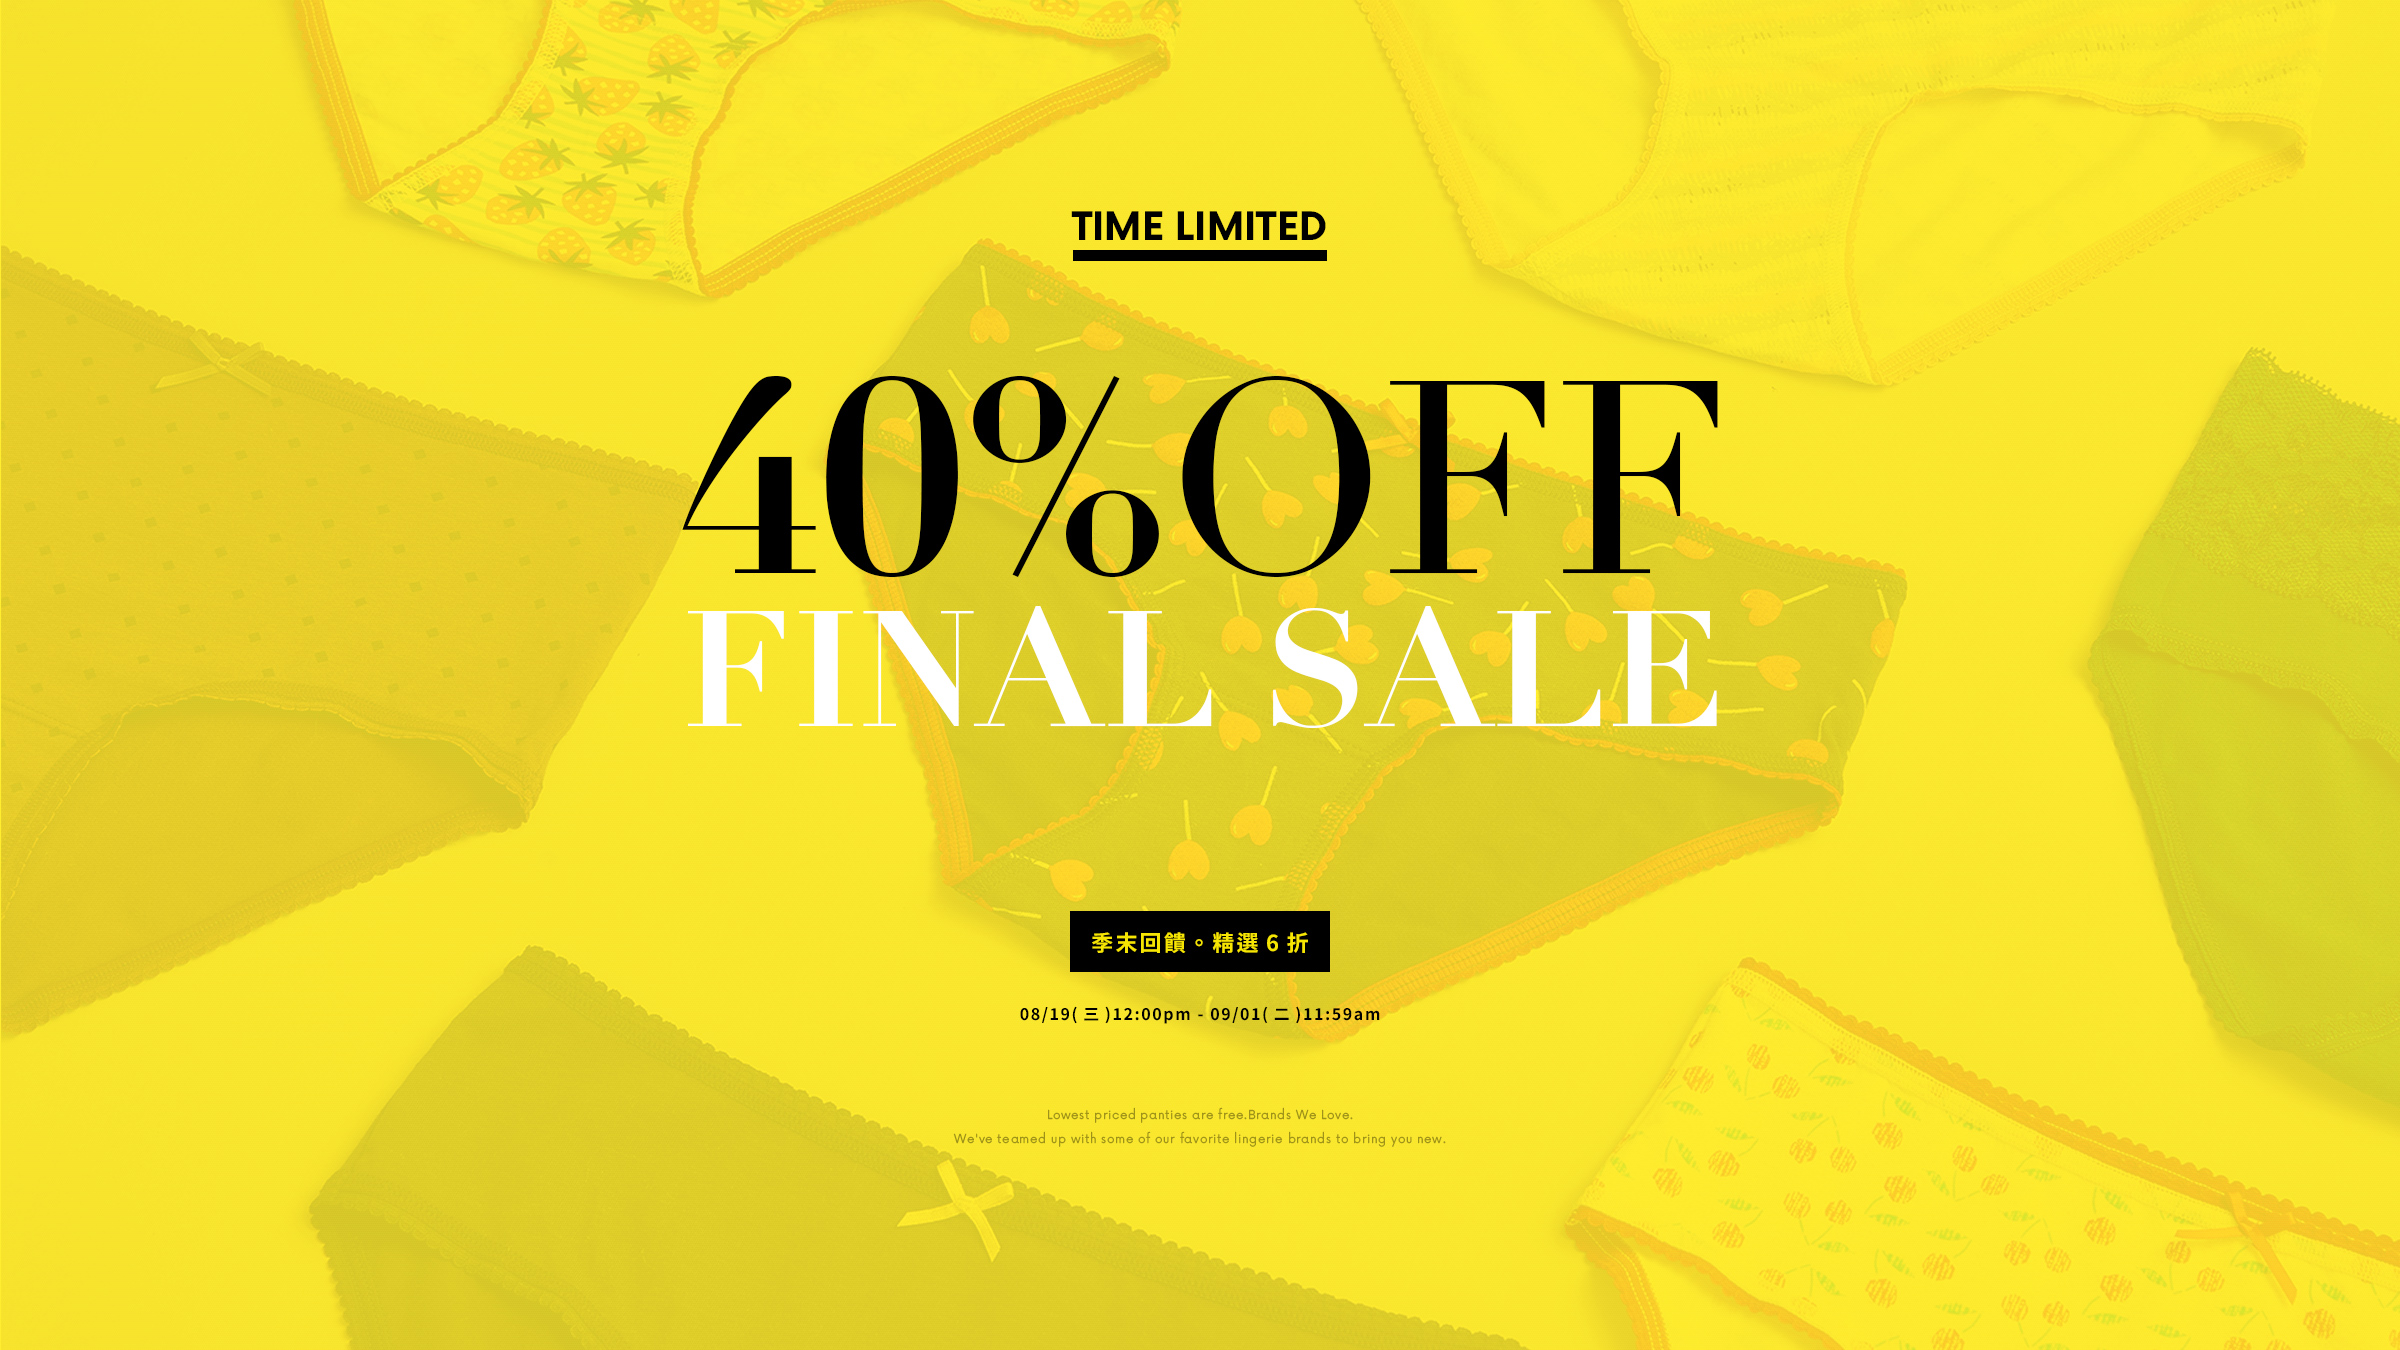 TIME LIMITED
40%OFF
FINAL SALE
季末回饋。精選 6 折
08/19( 三 )12:00pm - 09/01( 二 )11:59am
Lowest priced panties are free.Brands We Love.
We've teamed up with some of our favorite lingerie brands to bring you new.